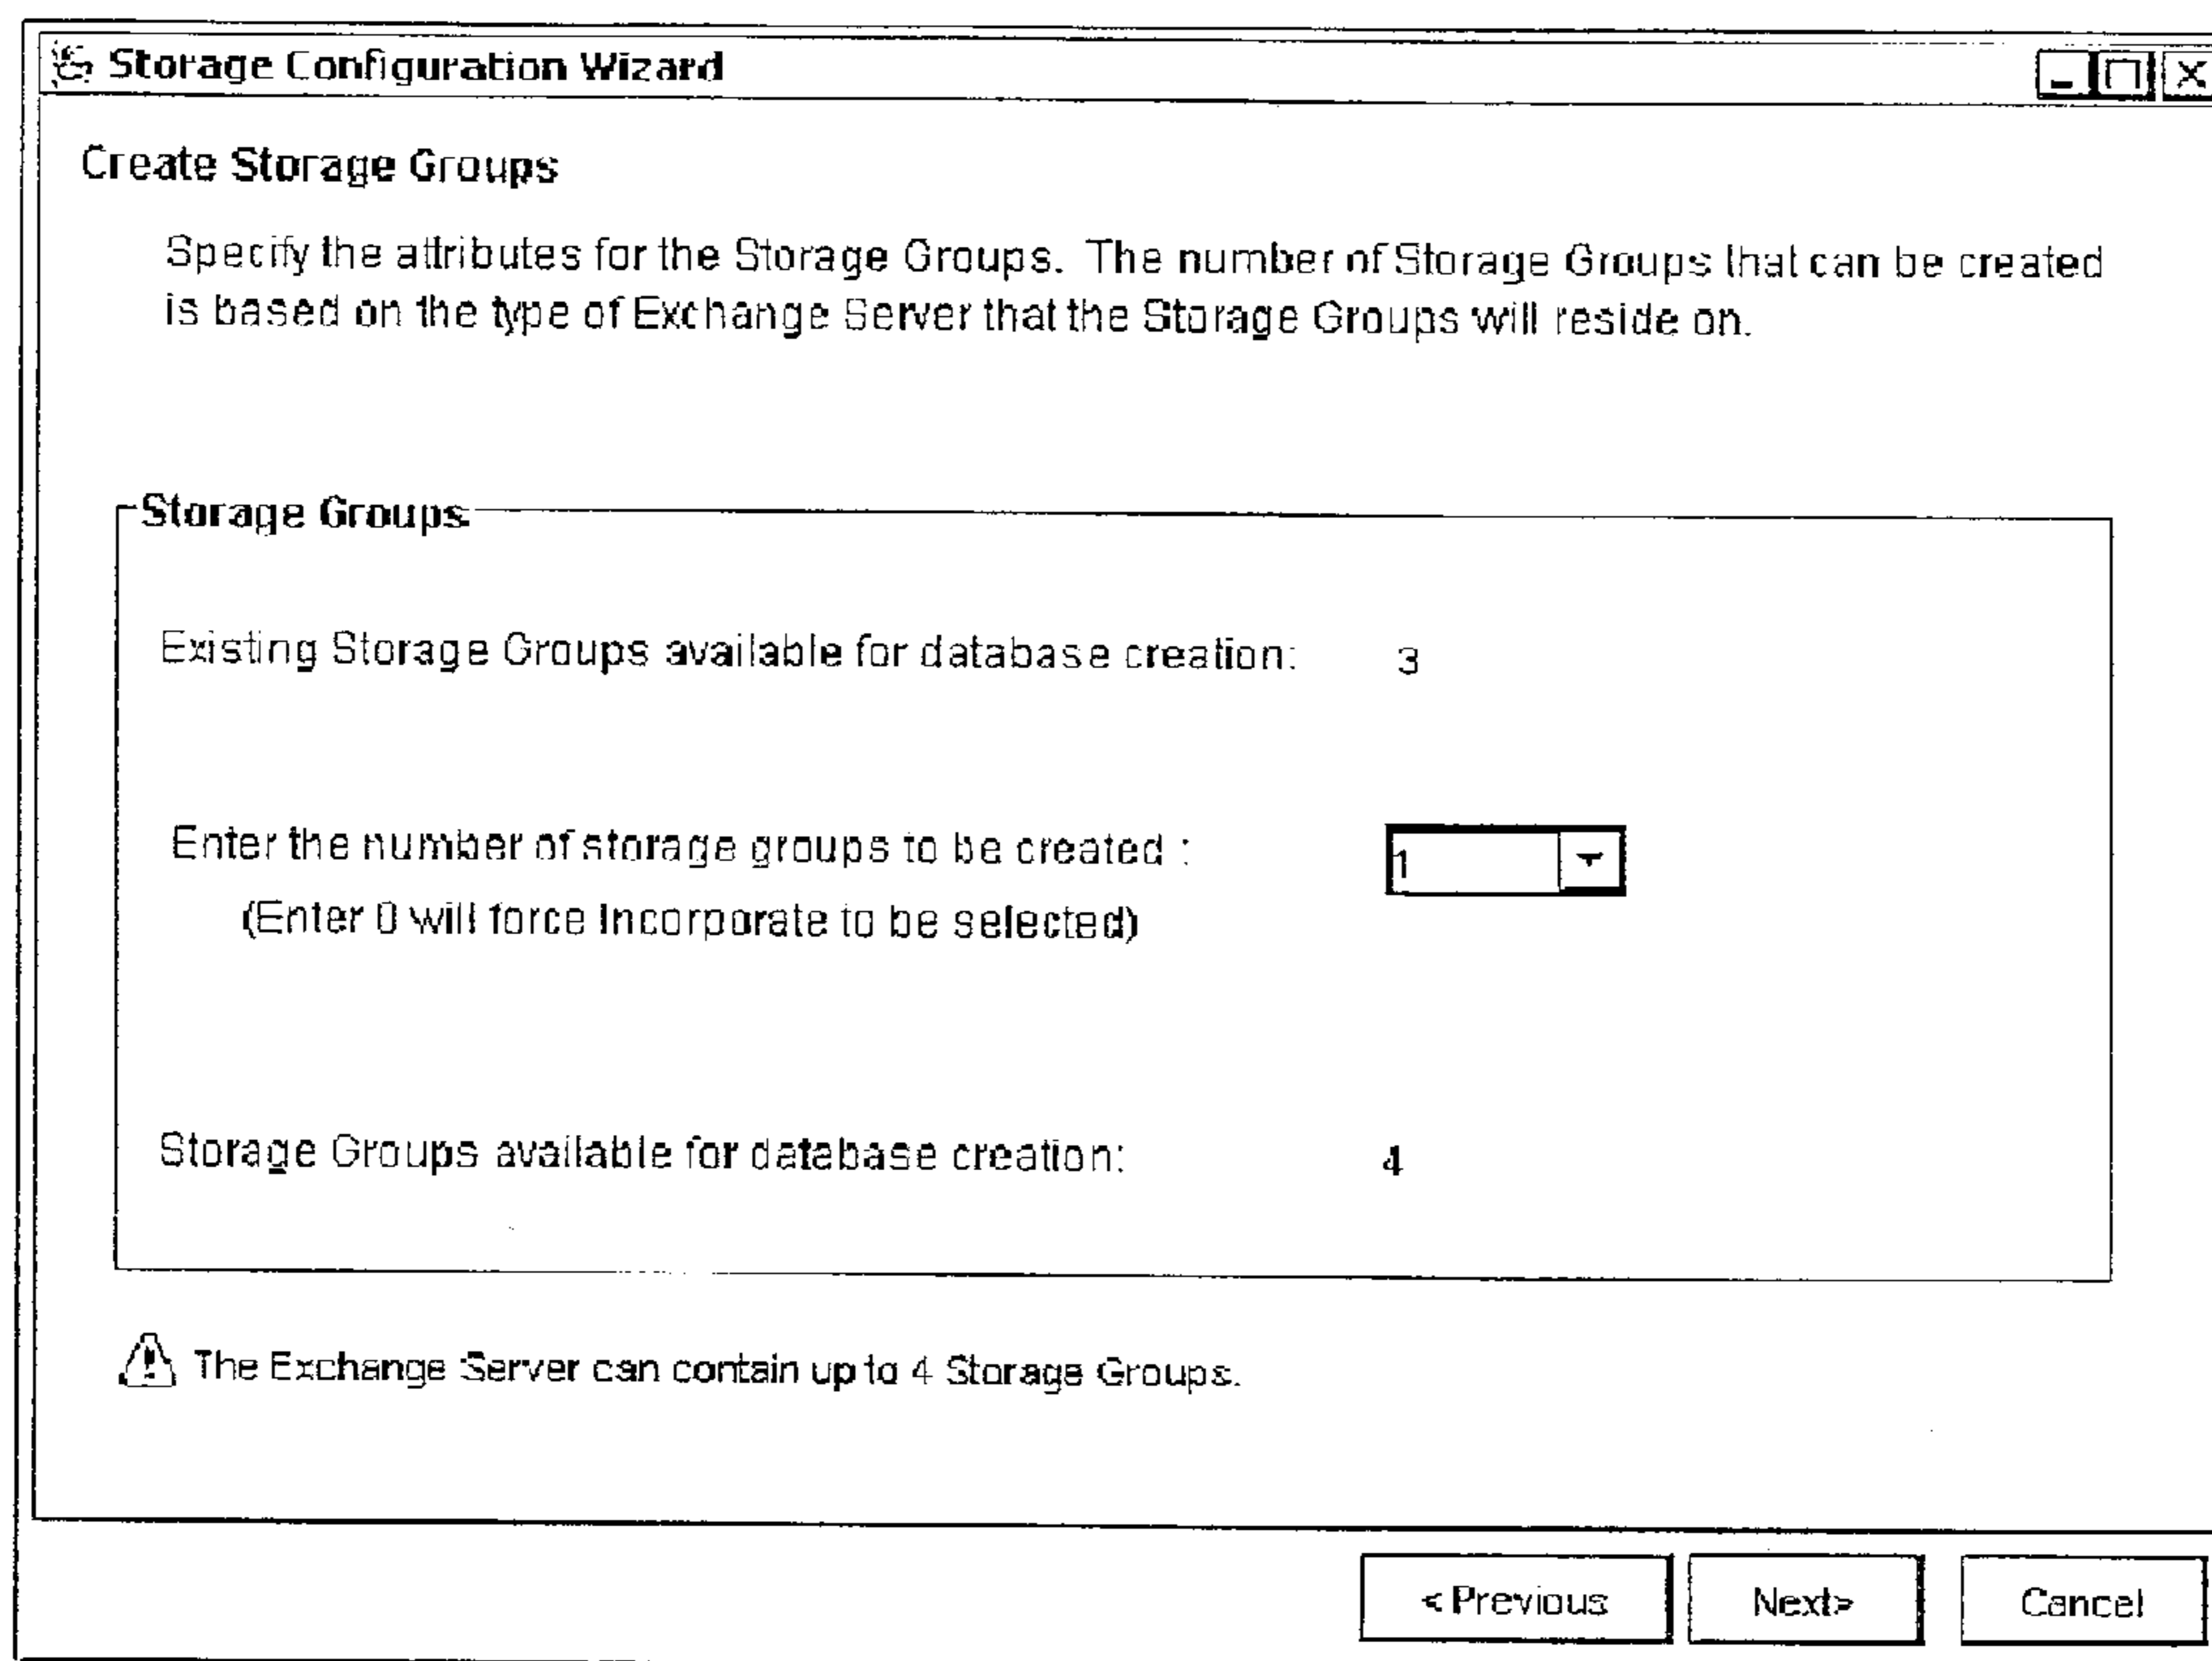 Storage Configuration Wizard
Create Storage Groups
Specify the attributes for the Storage Groups. The number of Storage Groups that can be created
is based on the type of Exchange Server that the Storage Groups will reside on.
Storage Groups
Existing Storage Groups available for database creation: 3
Enter the number of storage groups to be created : 1
(Enter 0 will force Incorporate to be selected)
Storage Groups available for database creation: 4
The Exchange Server can contain up to 4 Storage Groups.
< Previous Next> Cancel